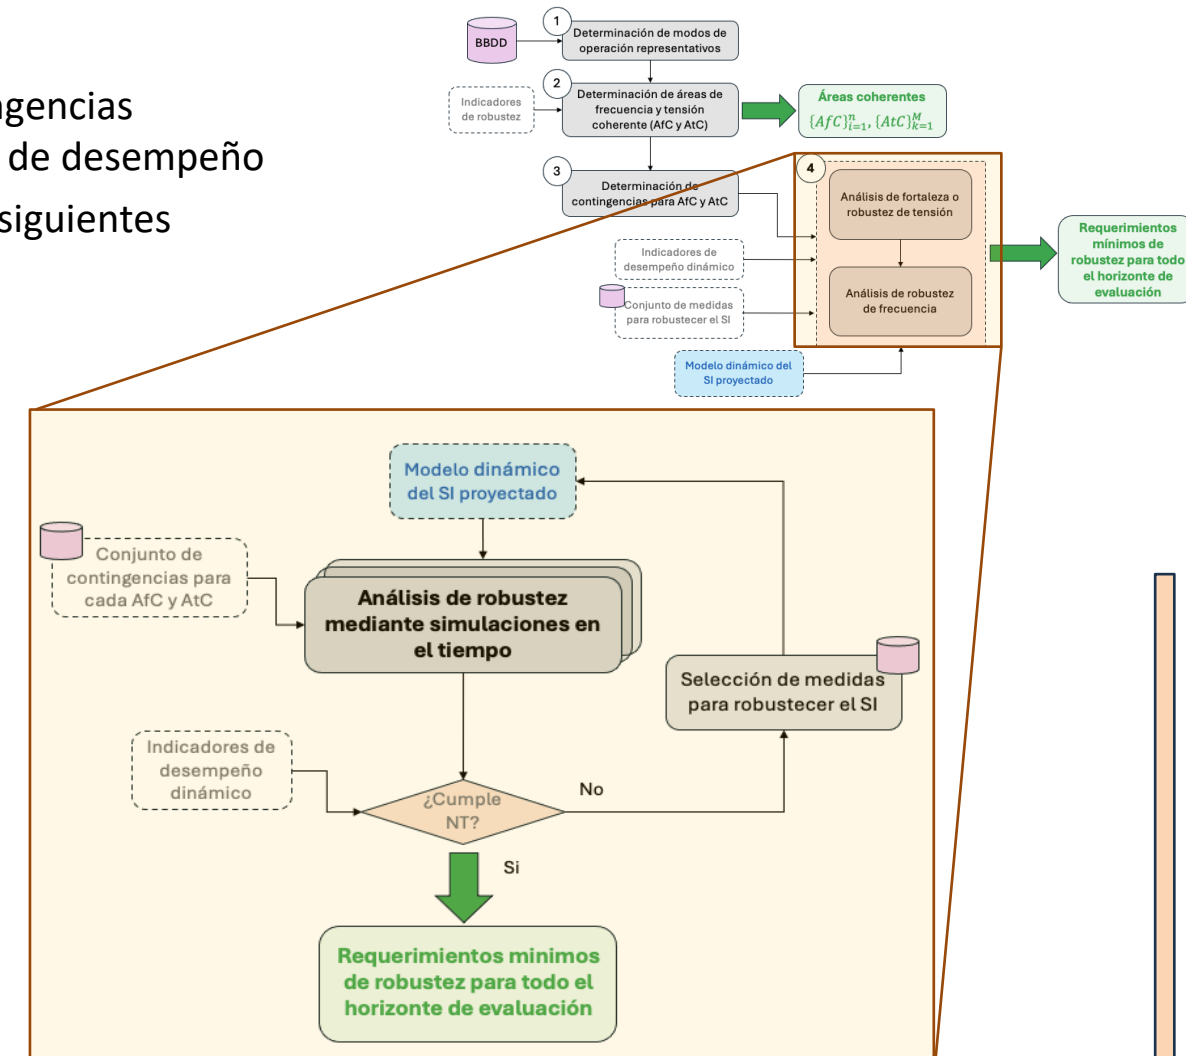 agencias
de desempeño
siguientes
BBDD
1
Determinación de modos de
operación representativos
Indicadores
de robustez
2
Determinación de áreas de
frecuencia y tensión
coherente (AfC y AtC)
Áreas coherentes
{AfC}ⁿᵢ₌₁, {AtC}ᴹₖ₌₁
3
Determinación de
contingencias para AfC y AtC
4
Análisis de fortaleza o
robustez de tensión
Análisis de robustez
de frecuencia
Indicadores de
desempeño dinámico
Conjunto de medidas
para robustecer el SI
Modelo dinámico del
SI proyectado
Requerimientos
mínimos de
robustez para todo
el horizonte de
evaluación
Modelo dinámico
del SI proyectado
Conjunto de
contingencias para
cada AfC y AtC
Análisis de robustez
mediante simulaciones en
el tiempo
Selección de medidas
para robustecer el SI
Indicadores de
desempeño
dinámico
¿Cumple
NT?
No
Si
Requerimientos minimos
de robustez para todo el
horizonte de evaluación